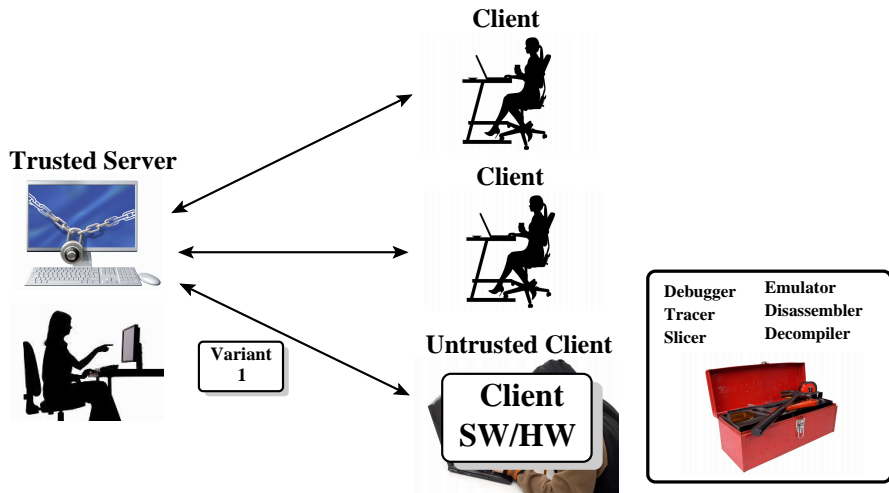 Client
Trusted Server
Client
Untrusted Client
Variant
1
Client
SW/HW
Debugger
Tracer
Slicer
Emulator
Disassembler
Decompiler